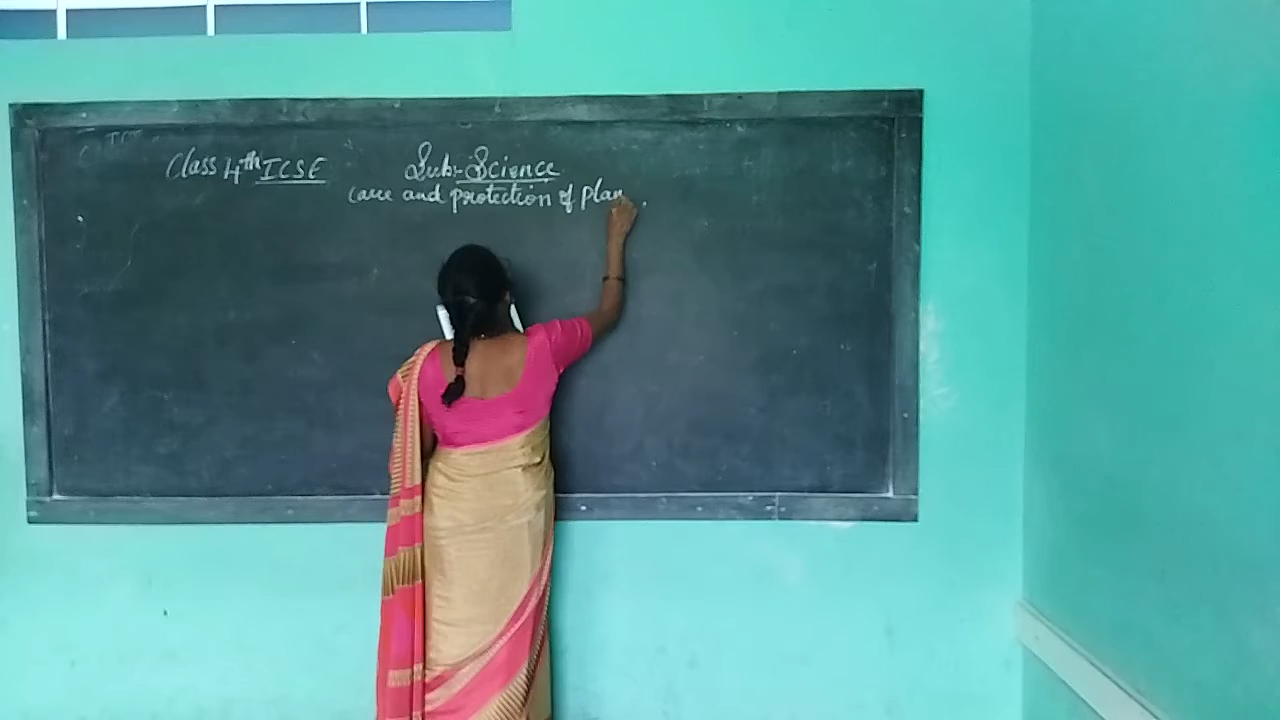 Class 4th ICSE Sub-Science
Care and protection of plan